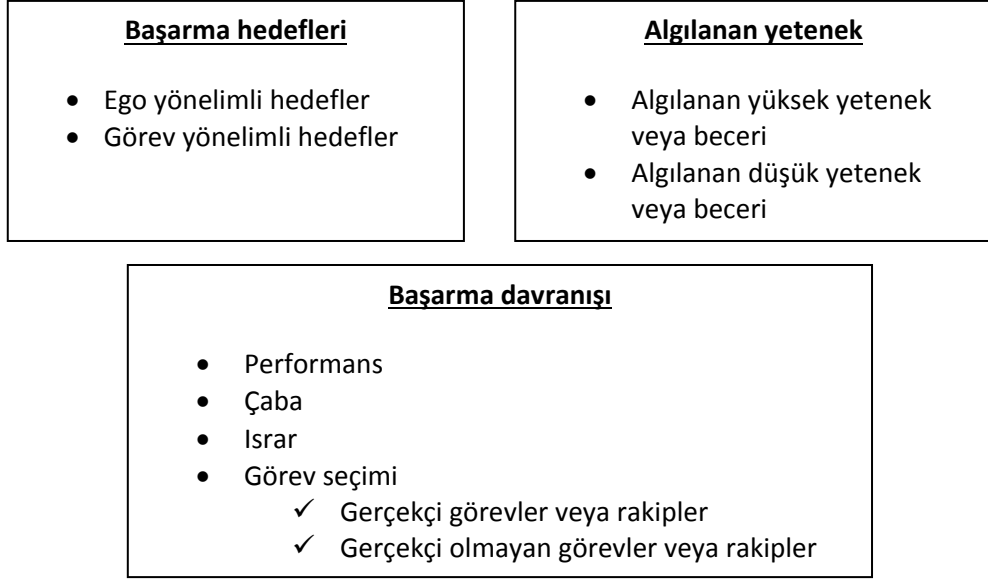 Başarma hedefleri
• Ego yönelimli hedefler
• Görev yönelimli hedefler
Algılanan yetenek
• Algılanan yüksek yetenek
veya beceri
• Algılanan düşük yetenek
veya beceri
Başarma davranışı
• Performans
• Çaba
• Israr
• Görev seçimi
✓ Gerçekçi görevler veya rakipler
✓ Gerçekçi olmayan görevler veya rakipler